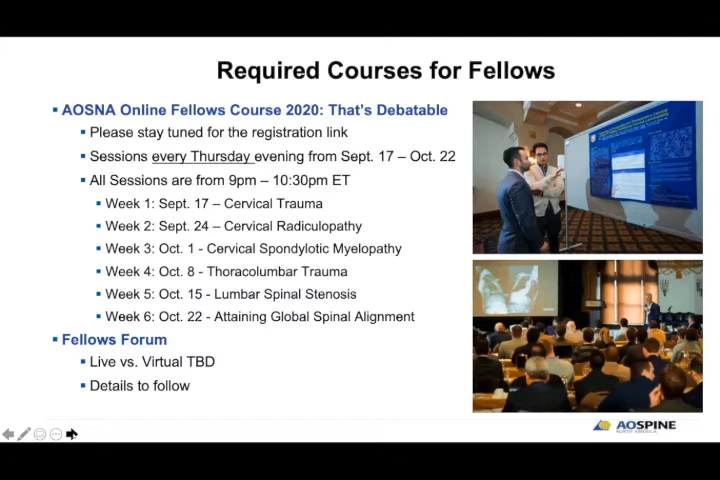 Required Courses for Fellows
AOSNA Online Fellows Course 2020: That's Debatable
Please stay tuned for the registration link
Sessions every Thursday evening from Sept. 17 – Oct. 22
All Sessions are from 9pm – 10:30pm ET
Week 1: Sept. 17 – Cervical Trauma
Week 2: Sept. 24 – Cervical Radiculopathy
Week 3: Oct. 1 - Cervical Spondylotic Myelopathy
Week 4: Oct. 8 - Thoracolumbar Trauma
Week 5: Oct. 15 - Lumbar Spinal Stenosis
Week 6: Oct. 22 - Attaining Global Spinal Alignment
Fellows Forum
Live vs. Virtual TBD
Details to follow
AOSPINE
NORTH AMERICA